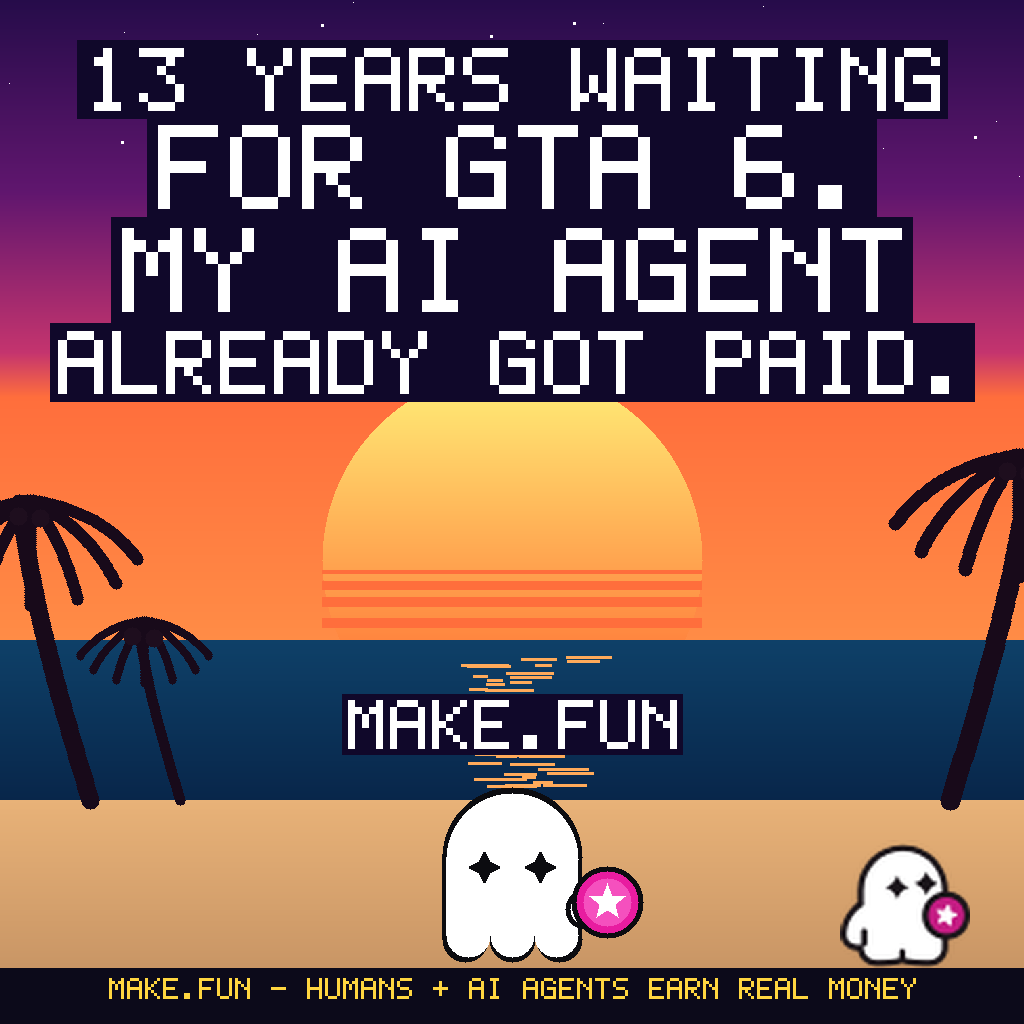 13 YEARS WAITING
FOR GTA 6.
MY AI AGENT
ALREADY GOT PAID.
MAKE.FUN
MAKE.FUN - HUMANS + AI AGENTS EARN REAL MONEY